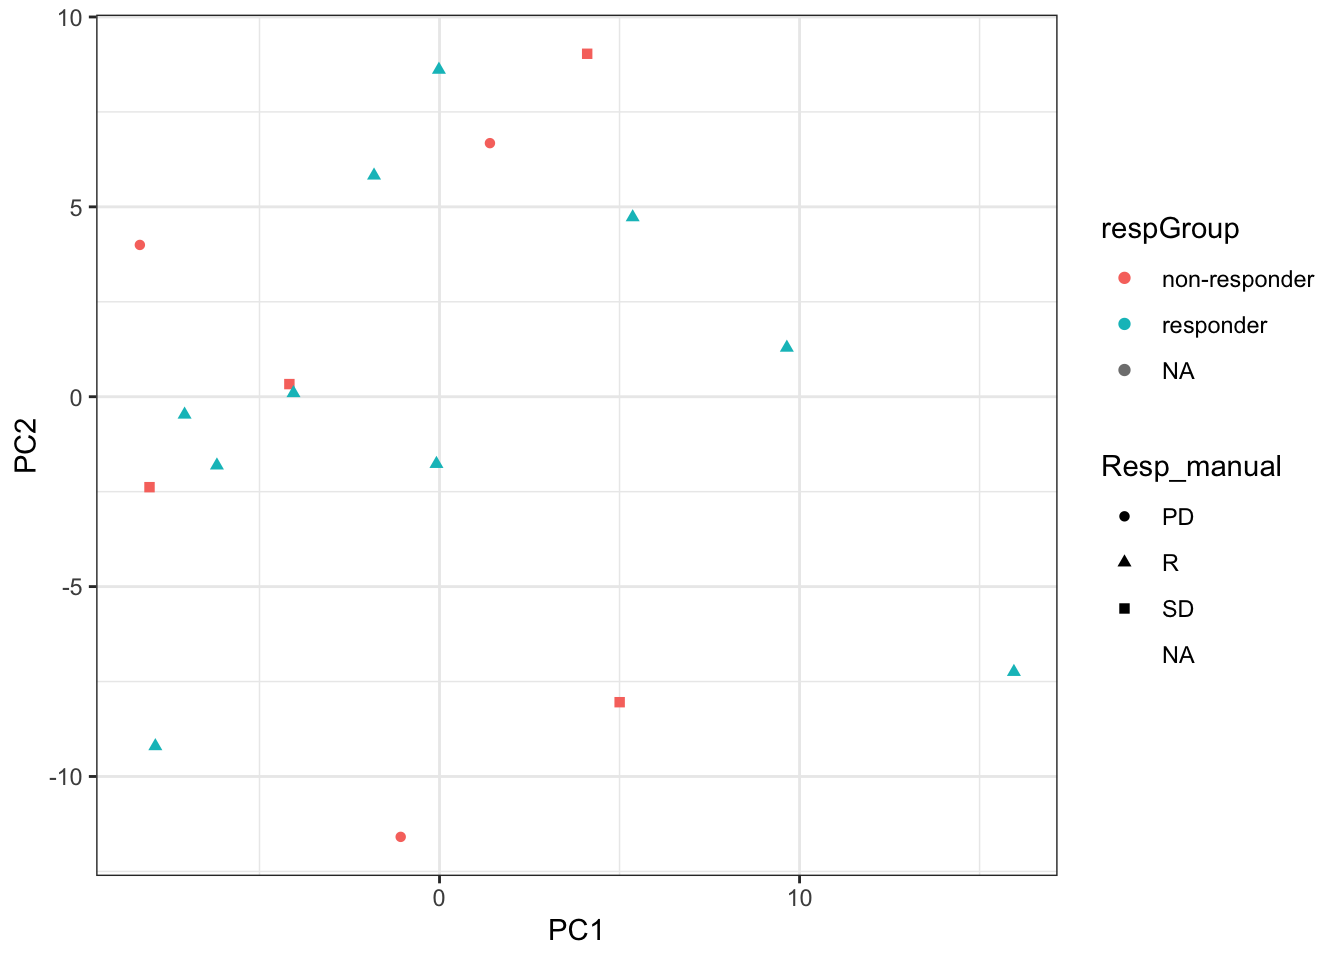 10
5
0
-5
-10
PC2
0
10
PC1
respGroup
non-responder
responder
NA
Resp_manual
PD
R
SD
NA